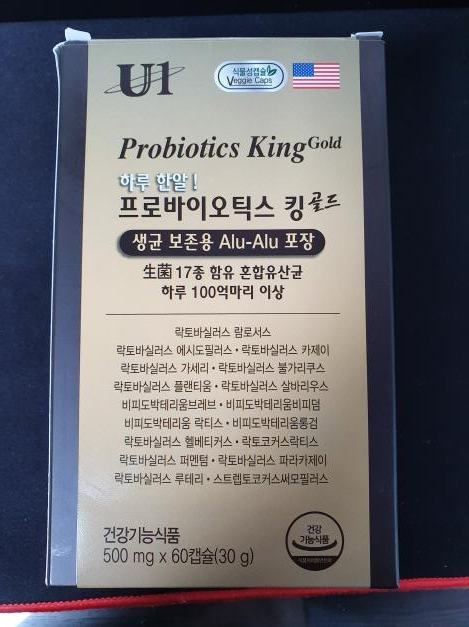 U1
식물성캡슐
Veggie Caps
Probiotics King Gold
하루 한알!
프로바이오틱스 킹 골드
생균 보존용 Alu-Alu 포장
生菌 17종 함유 혼합유산균
하루 100억마리 이상
락토바실러스 람로서스
락토바실러스 에시도필러스 • 락토바실러스 카제이
락토바실러스 가세리 • 락토바실러스 불가리쿠스
락토바실러스 플랜티움 • 락토바실러스 살바리우스
비피도박테리움브레브 • 비피도박테리움비피덤
비피도박테리움 락티스 • 비피도박테리움롱검
락토바실러스 헬베티커스 • 락토코커스락티스
락토바실러스 퍼멘텀 • 락토바실러스 파라카제이
락토바실러스 루테리 • 스트렙토코커스써모필러스
건강기능식품
500 mg x 60캡슐(30 g)
건강
기능식품